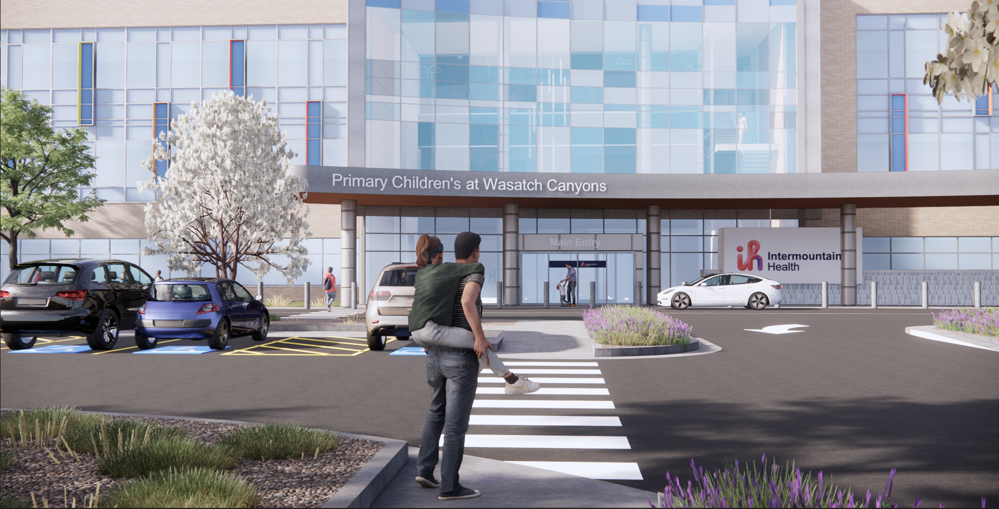 Primary Children's at Wasatch Canyons
Main Entry
Intermountain
Health